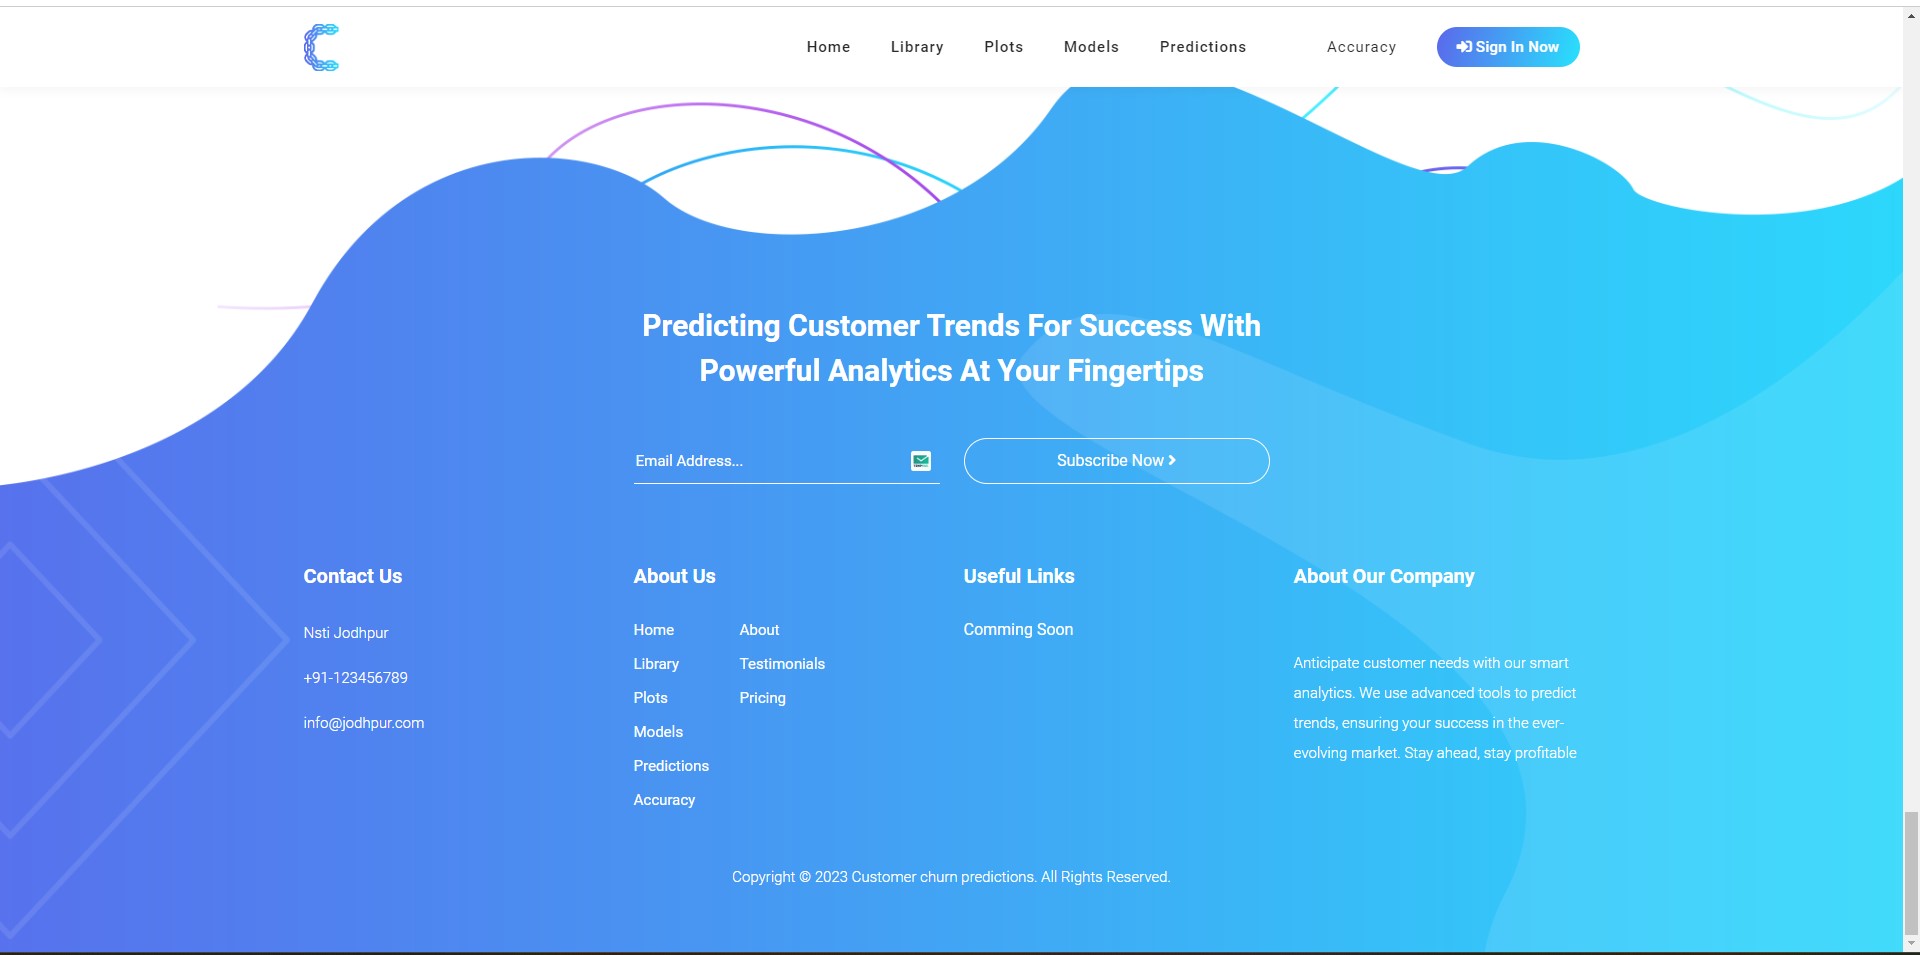 Home
Library
Plots
Models
Predictions
Accuracy
Sign In Now
Predicting Customer Trends For Success With
Powerful Analytics At Your Fingertips
Email Address...
Subscribe Now
Contact Us
Nsti Jodhpur
+91-123456789
info@jodhpur.com
About Us
Home
Library
Plots
Models
Predictions
Accuracy
About
Testimonials
Pricing
Useful Links
Comming Soon
About Our Company
Anticipate customer needs with our smart
analytics. We use advanced tools to predict
trends, ensuring your success in the ever-
evolving market. Stay ahead, stay profitable
Copyright © 2023 Customer churn predictions. All Rights Reserved.